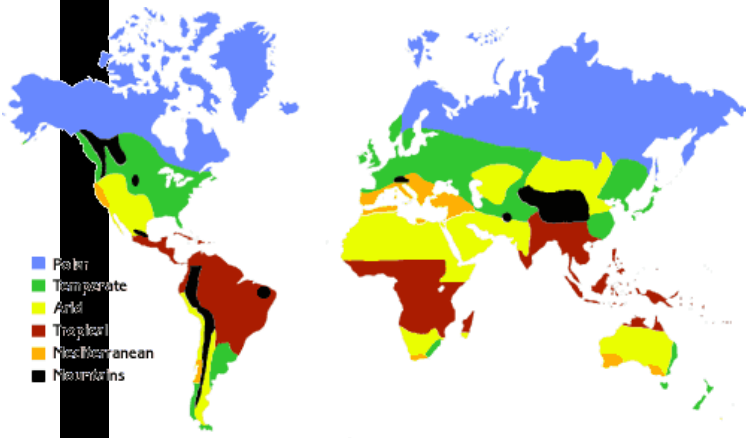 Polar
Temperate
Arid
Tropical
Mediterranean
Mountains